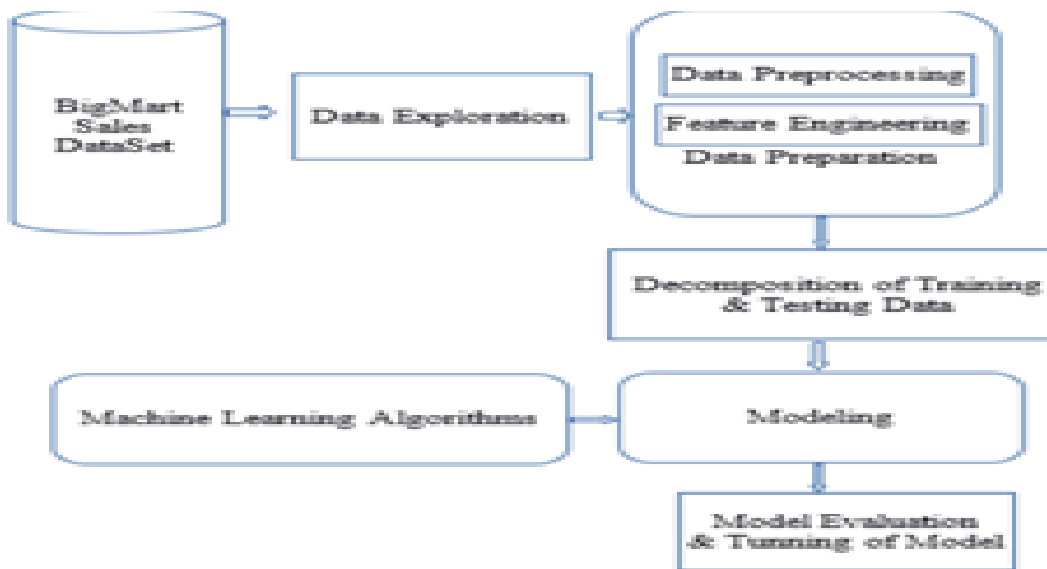 BigMart
Sales
DataSet
Data Exploration
Data Preprocessing
Feature Engineering
Data Preparation
Decomposition of Training
& Testing Data
Machine Learning Algorithms
Modeling
Model Evaluation
& Tunning of Model